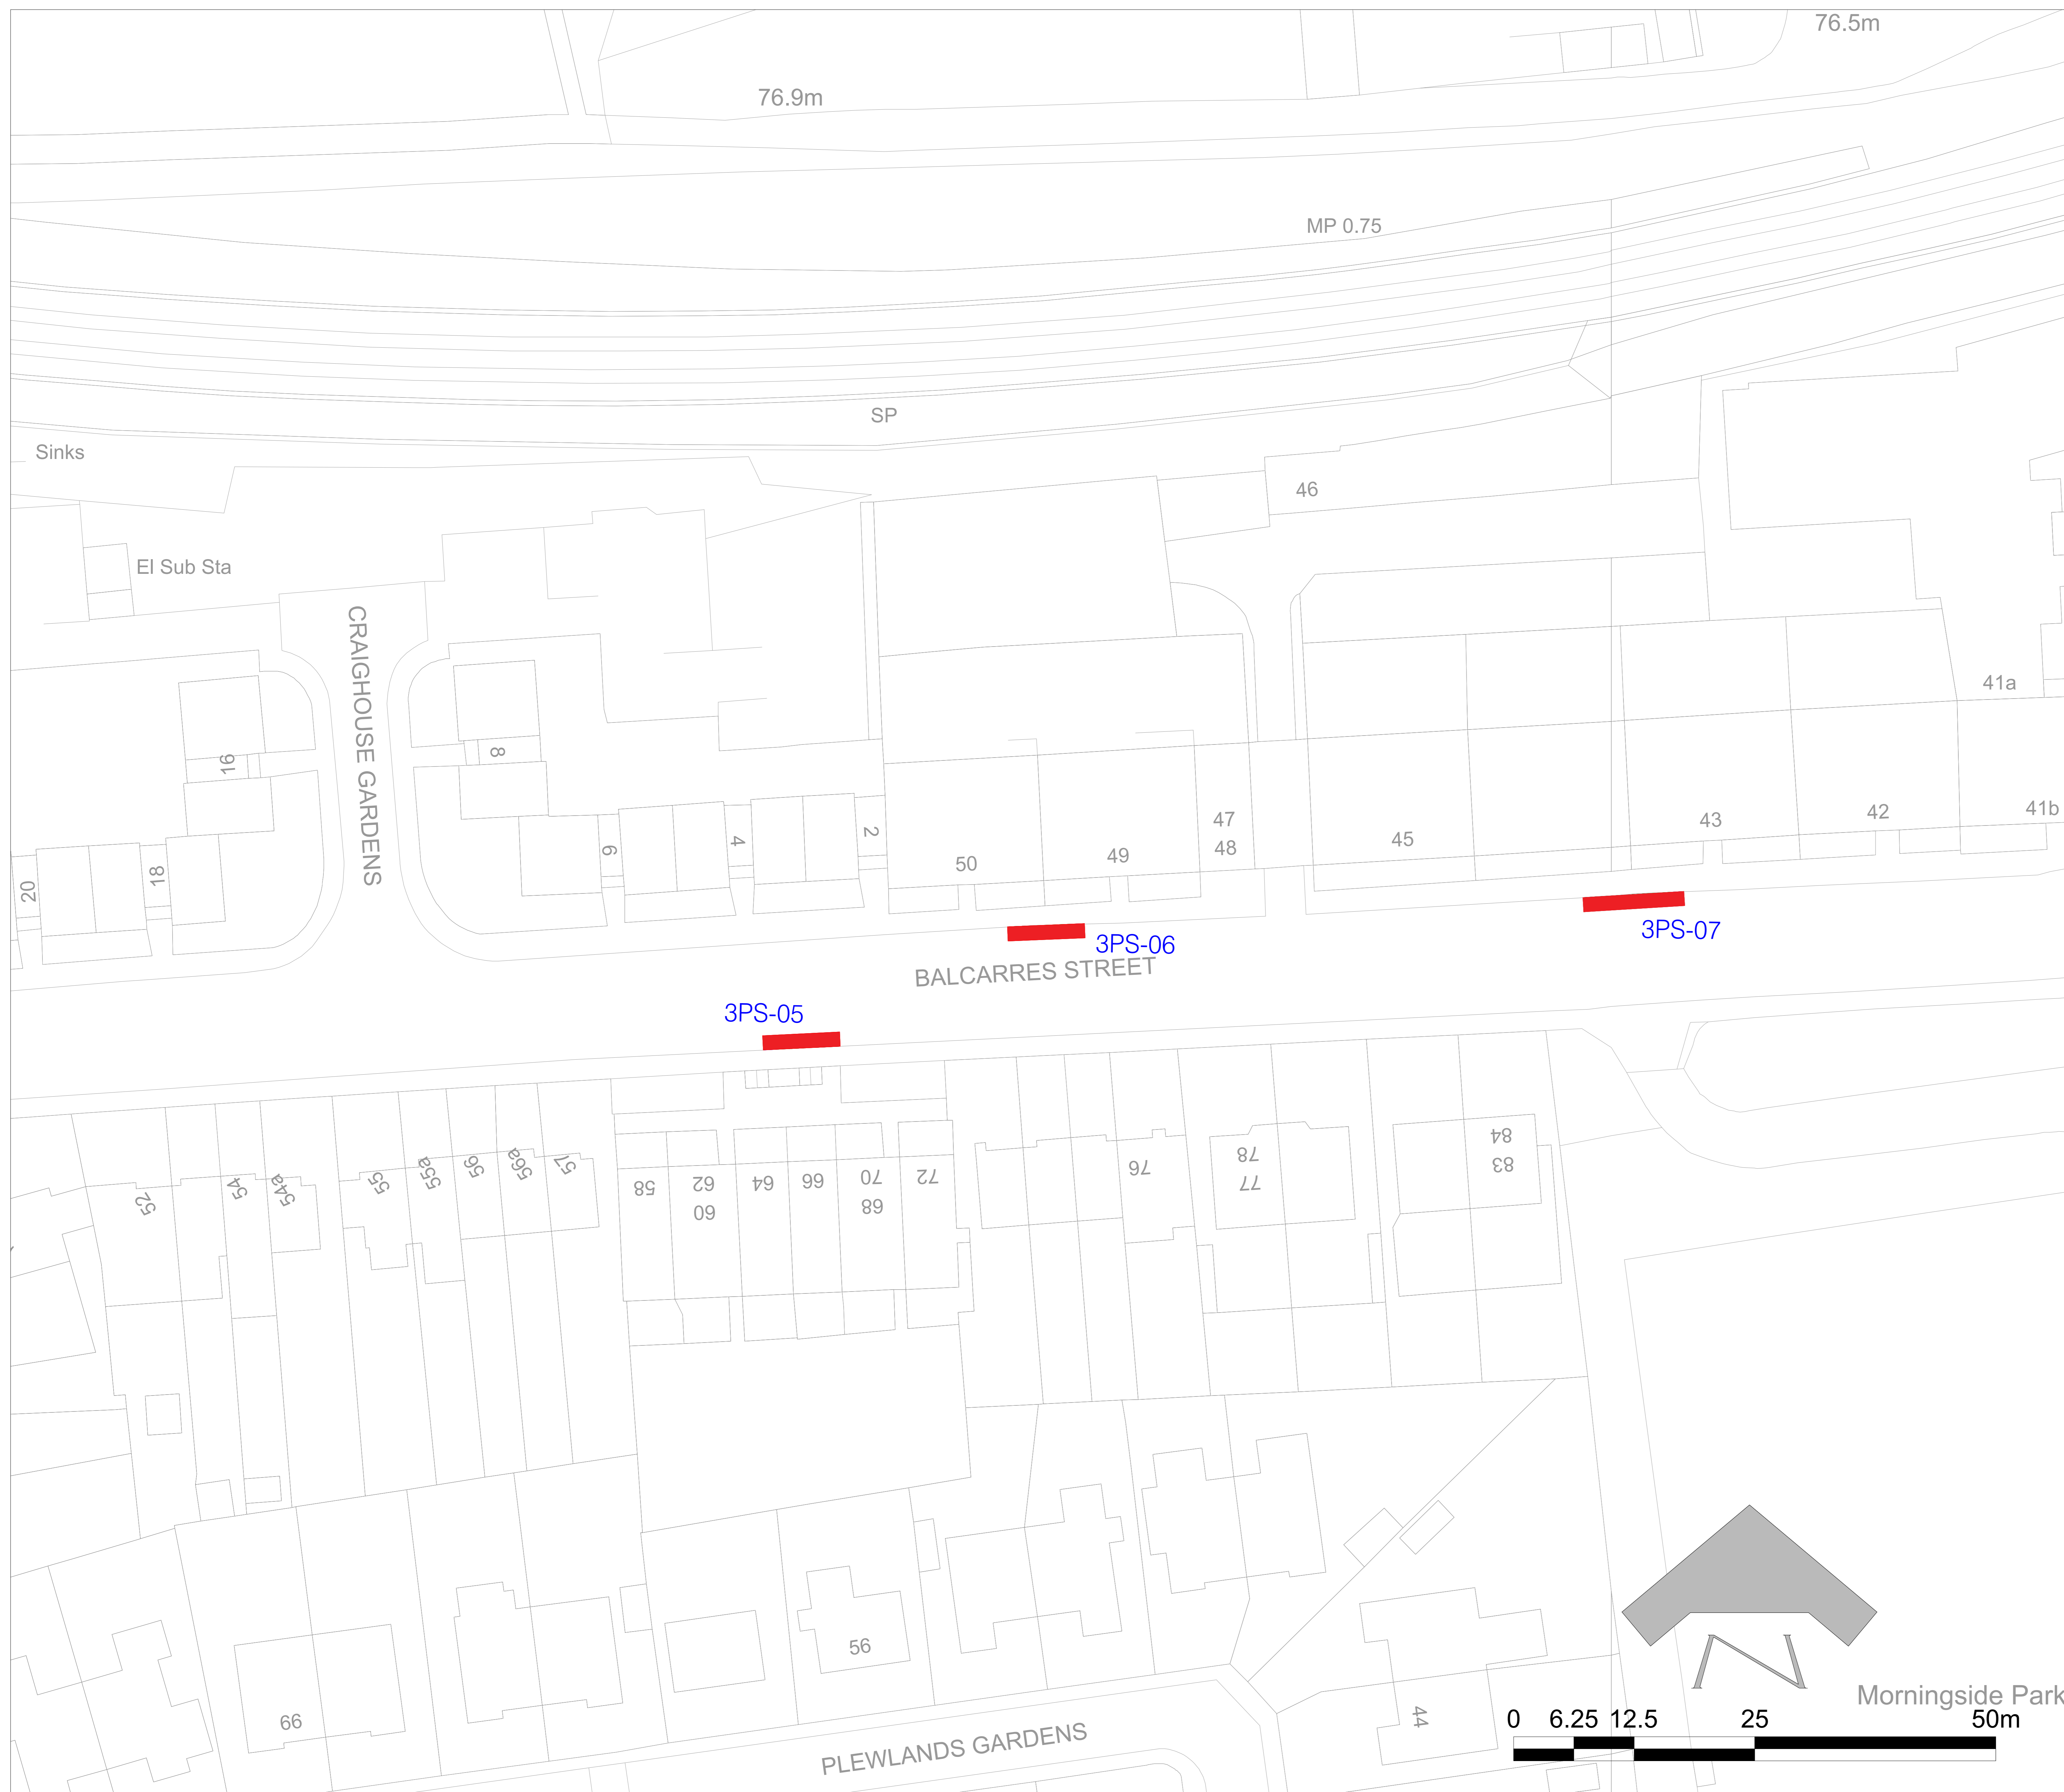 76.5m
76.9m
MP 0.75
SP
Sinks
46
El Sub Sta
CRAIGHOUSE GARDENS
41a
8
16
41b
42
43
47
45
2
4
6
48
49
50
18
20
3PS-07
3PS-06
BALCARRES STREET
3PS-05
84
83
78
77
76
72
70
68
66
64
62
60
58
57
56a
56
55a
55
54a
54
52
56
66
44
PLEWLANDS GARDENS
N
Morningside Park
0 6.25 12.5 25 50m